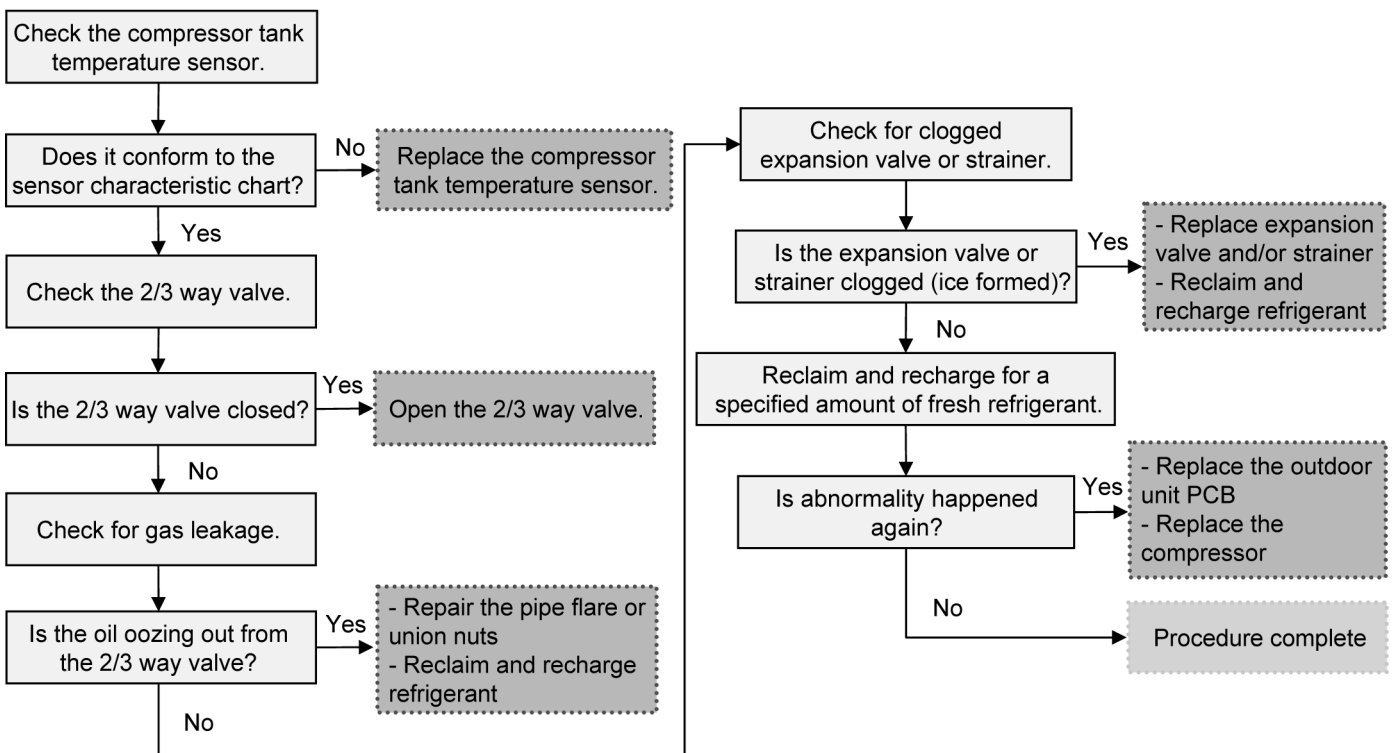 Check the compressor tank
temperature sensor.
Does it conform to the
sensor characteristic chart?
No
Replace the compressor
tank temperature sensor.
Yes
Check the 2/3 way valve.
Is the 2/3 way valve closed?
Yes
Open the 2/3 way valve.
No
Check for gas leakage.
Is the oil oozing out from
the 2/3 way valve?
Yes
- Repair the pipe flare or
union nuts
- Reclaim and recharge
refrigerant
No
Check for clogged
expansion valve or strainer.
Is the expansion valve or
strainer clogged (ice formed)?
Yes
- Replace expansion
valve and/or strainer
- Reclaim and
recharge refrigerant
No
Reclaim and recharge for a
specified amount of fresh refrigerant.
Is abnormality happened
again?
Yes
- Replace the outdoor
unit PCB
- Replace the
compressor
No
Procedure complete